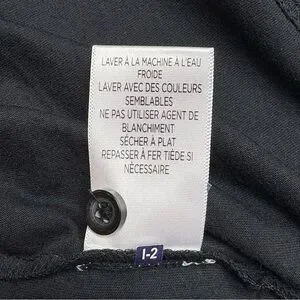 LAVER À LA MACHINE À L'EAU
FROIDE
LAVER AVEC DES COULEURS
SEMBLABLES
NE PAS UTILISER AGENT DE
BLANCHIMENT
SÉCHER À PLAT
REPASSER À FER TIÈDE SI
NÉCESSAIRE
I-2